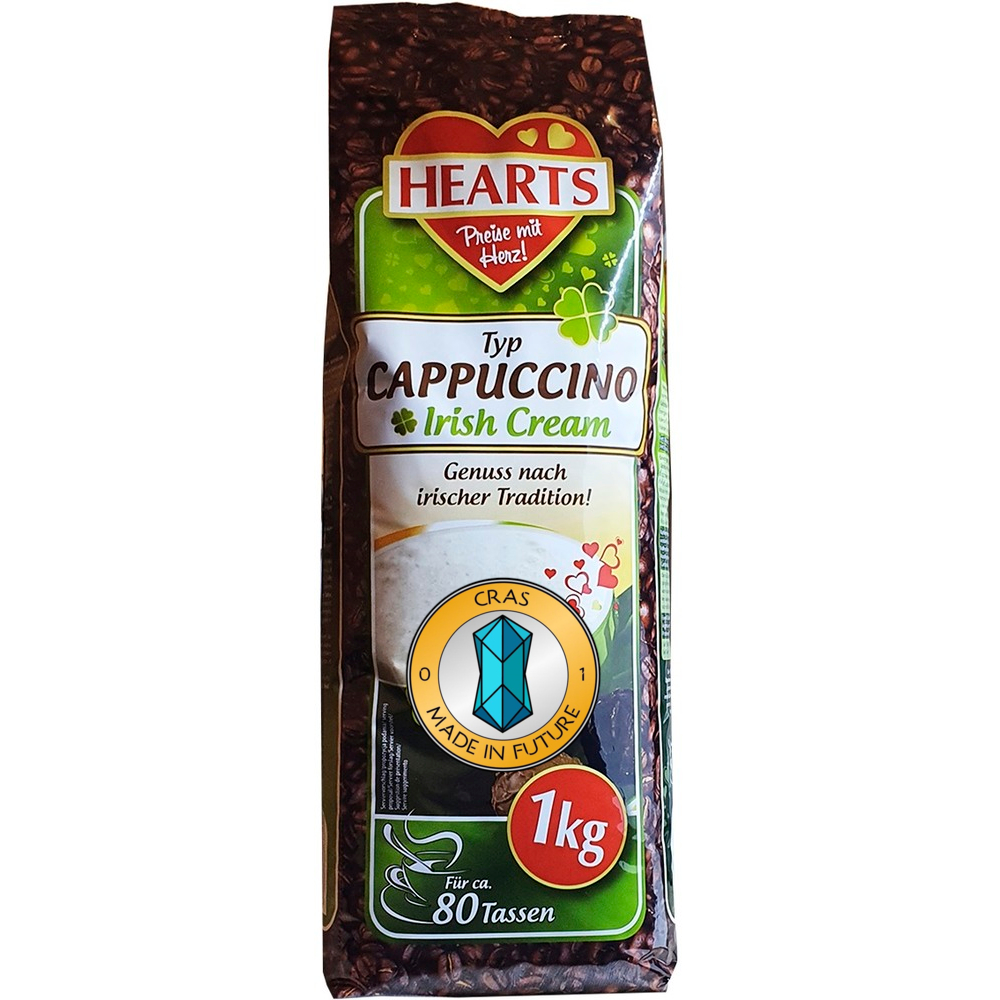 HEARTS
Preise mit
Herz!
Typ
CAPPUCCINO
Irish Cream
Genuss nach
irischer Tradition!
CRAS
0 1
MADE IN FUTURE
1kg
Für ca.
80 Tassen